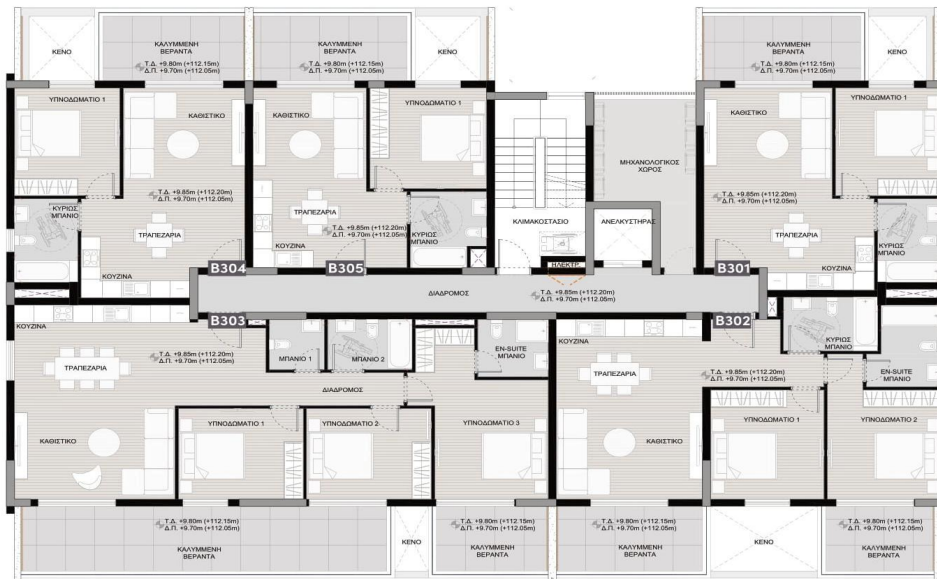 ΚΕΝΟ
ΚΑΛΥΜΜΕΝΗ
ΒΕΡΑΝΤΑ
Τ.Δ. +9.80m (+112.15)
Δ.Π. +9.70m (+112.05m)
ΚΑΛΥΜΜΕΝΗ
ΒΕΡΑΝΤΑ
Τ.Δ. +9.80m (+112.15)
Δ.Π. +9.70m (+112.05m)
ΚΕΝΟ
ΚΑΛΥΜΜΕΝΗ
ΒΕΡΑΝΤΑ
Τ.Δ. +9.80m (+112.15)
Δ.Π. +9.70m (+112.05m)
ΚΕΝΟ
ΥΠΝΟΔΩΜΑΤΙΟ 1
ΚΑΘΙΣΤΙΚΟ
Τ.Δ. +9.85m (+112.20m)
Δ.Π. +9.70m (+112.05m)
ΚΥΡΙΩΣ
ΜΠΑΝΙΟ
ΤΡΑΠΕΖΑΡΙΑ
ΚΟΥΖΙΝΑ
B304
ΚΑΘΙΣΤΙΚΟ
ΥΠΝΟΔΩΜΑΤΙΟ 1
ΤΡΑΠΕΖΑΡΙΑ
Τ.Δ. +9.85m (+112.20m)
Δ.Π. +9.70m (+112.05m)
ΚΥΡΙΩΣ
ΜΠΑΝΙΟ
ΚΟΥΖΙΝΑ
B305
ΚΛΙΜΑΚΟΣΤΑΣΙΟ
ΗΛΕΚΤΡ.
ΑΝΕΛΚΥΣΤΗΡΑΣ
ΜΗΧΑΝΟΛΟΓΙΚΟΣ
ΧΩΡΟΣ
ΚΑΘΙΣΤΙΚΟ
ΥΠΝΟΔΩΜΑΤΙΟ 1
Τ.Δ. +9.85m (+112.20m)
Δ.Π. +9.70m (+112.05m)
ΤΡΑΠΕΖΑΡΙΑ
ΚΥΡΙΩΣ
ΜΠΑΝΙΟ
ΚΟΥΖΙΝΑ
B301
ΔΙΑΔΡΟΜΟΣ
Τ.Δ. +9.85m (+112.20m)
Δ.Π. +9.70m (+112.05m)
B303
ΚΟΥΖΙΝΑ
Τ.Δ. +9.85m (+112.20m)
Δ.Π. +9.70m (+112.05m)
ΤΡΑΠΕΖΑΡΙΑ
ΜΠΑΝΙΟ 1
ΜΠΑΝΙΟ 2
EN-SUITE
ΜΠΑΝΙΟ
ΔΙΑΔΡΟΜΟΣ
ΚΑΘΙΣΤΙΚΟ
ΥΠΝΟΔΩΜΑΤΙΟ 1
ΥΠΝΟΔΩΜΑΤΙΟ 2
ΥΠΝΟΔΩΜΑΤΙΟ 3
B302
ΚΟΥΖΙΝΑ
ΤΡΑΠΕΖΑΡΙΑ
Τ.Δ. +9.85m (+112.20m)
Δ.Π. +9.70m (+112.05m)
ΚΥΡΙΩΣ
ΜΠΑΝΙΟ
EN-SUITE
ΜΠΑΝΙΟ
ΚΑΘΙΣΤΙΚΟ
ΥΠΝΟΔΩΜΑΤΙΟ 1
ΥΠΝΟΔΩΜΑΤΙΟ 2
Τ.Δ. +9.80m (+112.15m)
Δ.Π. +9.70m (+112.05m)
ΚΑΛΥΜΜΕΝΗ
ΒΕΡΑΝΤΑ
ΚΕΝΟ
Τ.Δ. +9.80m (+112.15m)
Δ.Π. +9.70m (+112.05m)
ΚΑΛΥΜΜΕΝΗ
ΒΕΡΑΝΤΑ
Τ.Δ. +9.80m (+112.15m)
Δ.Π. +9.70m (+112.05m)
ΚΑΛΥΜΜΕΝΗ
ΒΕΡΑΝΤΑ
ΚΕΝΟ
Τ.Δ. +9.80m (+112.15m)
Δ.Π. +9.70m (+112.05m)
ΚΑΛΥΜΜΕΝΗ
ΒΕΡΑΝΤΑ